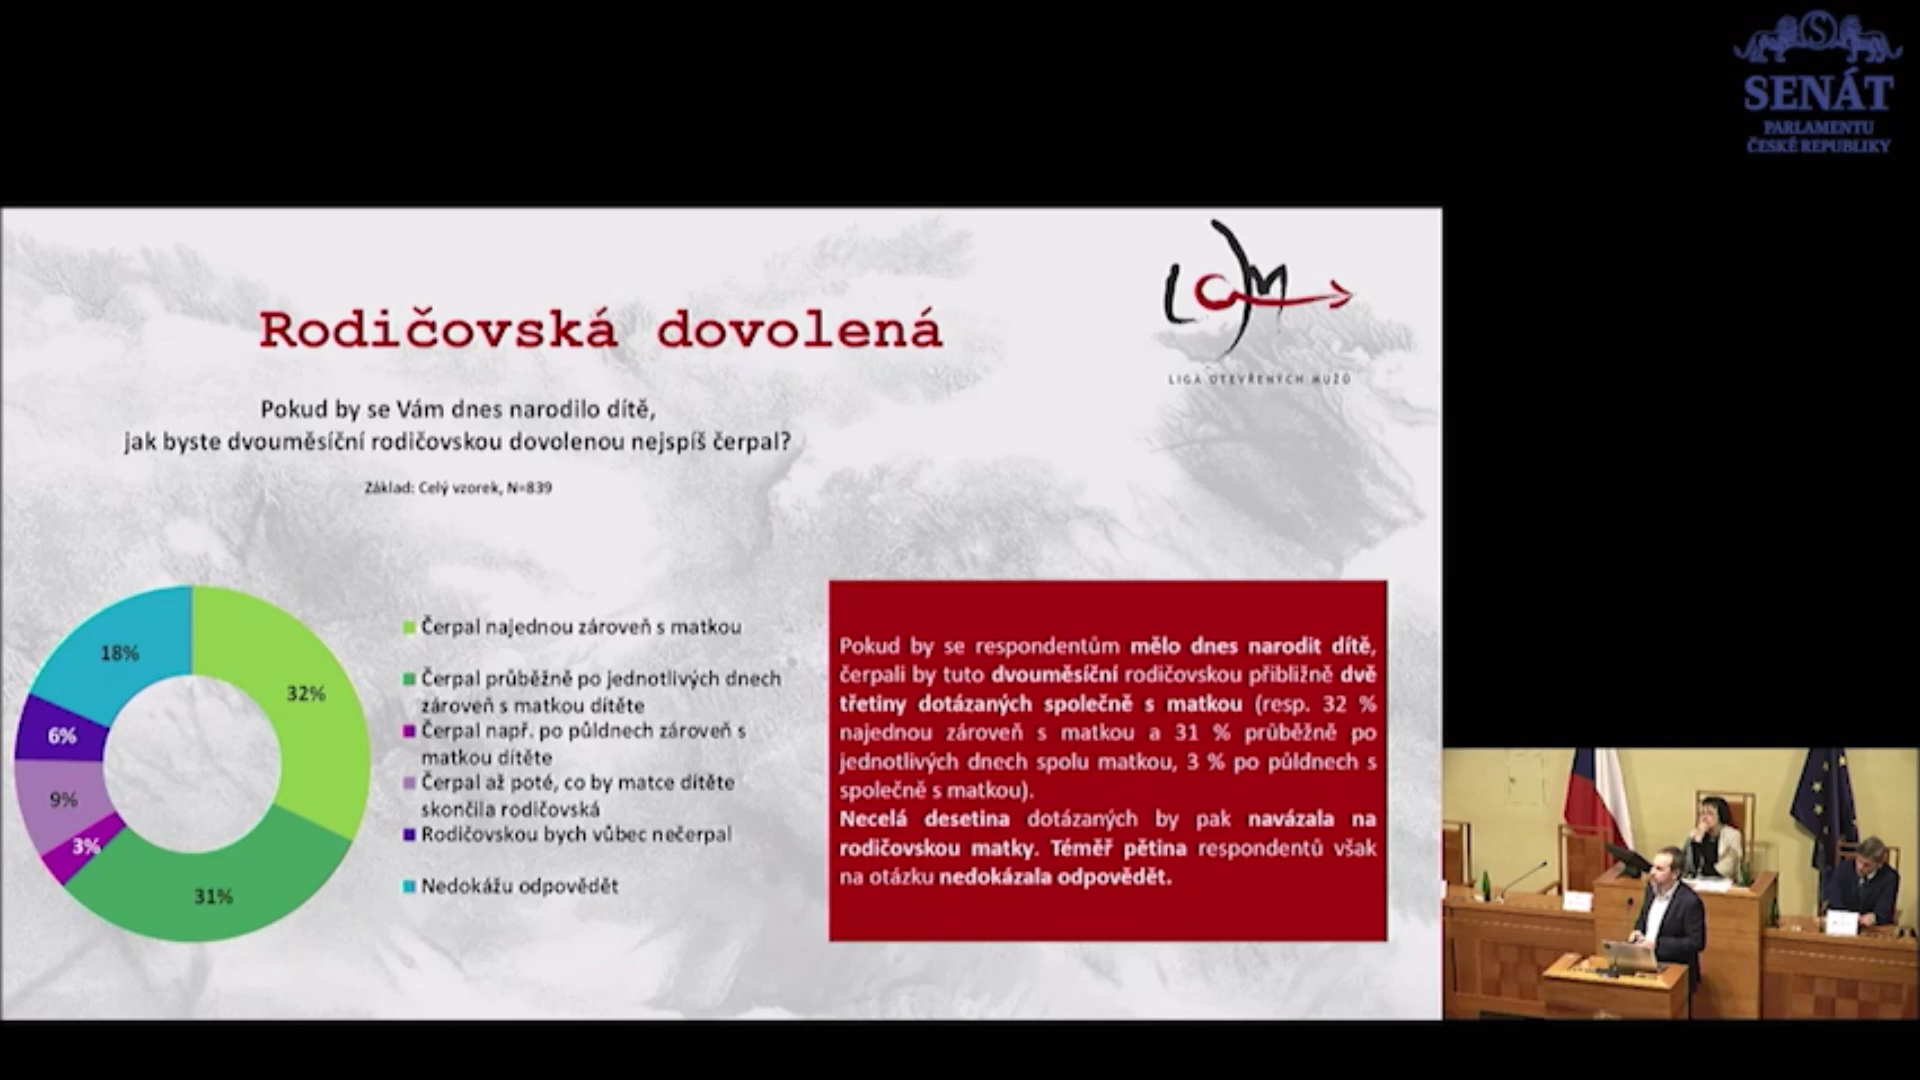 SENÁT
PARLAMENTU
ČESKÉ REPUBLIKY
LOM
LIGA OTEVŘENÝCH MUŽŮ
Rodičovská dovolená
Pokud by se Vám dnes narodilo dítě,
jak byste dvouměsíční rodičovskou dovolenou nejspíš čerpal?
Základ: Celý vzorek, N=839
18%
32%
6%
9%
3%
31%
Čerpal najednou zároveň s matkou
Čerpal průběžně po jednotlivých dnech
zároveň s matkou dítěte
Čerpal např. po půldnech zároveň s
matkou dítěte
Čerpal až poté, co by matce dítěte
skončila rodičovská
Rodičovskou bych vůbec nečerpal
Nedokážu odpovědět
Pokud by se respondentům mělo dnes narodit dítě,
čerpali by tuto dvouměsíční rodičovskou přibližně dvě
třetiny dotázaných společně s matkou (resp. 32 %
najednou zároveň s matkou a 31 % průběžně po
jednotlivých dnech spolu matkou, 3 % po půldnech s
společně s matkou).
Necelá desetina dotázaných by pak navázala na
rodičovskou matky. Téměř pětina respondentů však
na otázku nedokázala odpovědět.